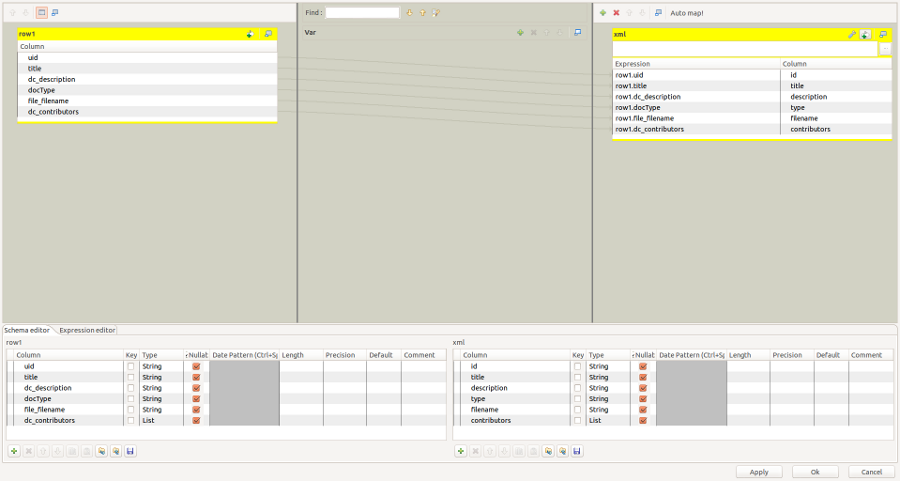 Find :
Auto map!
row1
Var
xml
Column
...
uid
Expression Column
title
row1.uid id
dc_description
row1.title title
docType
row1.dc_description description
file_filename
row1.docType type
dc_contributors
row1.file_filename filename
row1.dc_contributors contributors
Schema editor Expression editor
row1
Column Key Type Nullab Date Pattern (Ctrl+Sp Length Precision Default Comment
uid String
title String
dc_description String
docType String
file_filename String
dc_contributors List
xml
Column Key Type Nullab Date Pattern (Ctrl+Sp Length Precision Default Comment
id String
title String
description String
type String
filename String
contributors List
Apply Ok Cancel